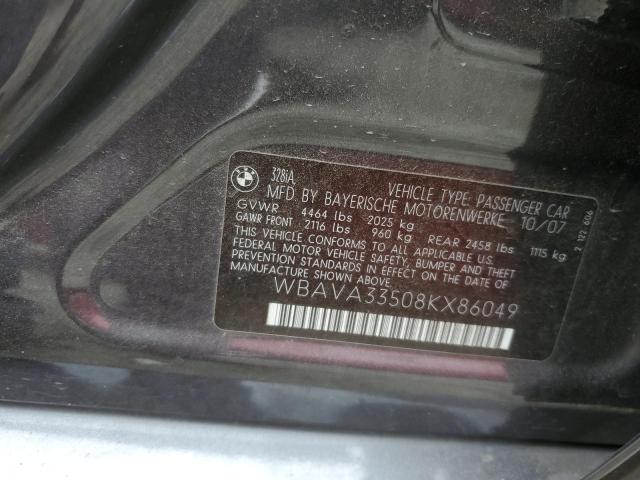 BMW
328iA
VEHICLE TYPE: PASSENGER CAR
MFD BY BAYERISCHE MOTORENWERKE 10/07
GVWR 4464 lbs 2025 kg
GAWR FRONT 2116 lbs 960 kg REAR 2458 lbs 1115 kg
THIS VEHICLE CONFORMS TO ALL APPLICABLE U.S.
FEDERAL MOTOR VEHICLE SAFETY, BUMPER AND THEFT
PREVENTION STANDARDS IN EFFECT ON THE DATE OF
MANUFACTURE SHOWN ABOVE.
WBAVA33508KX86049